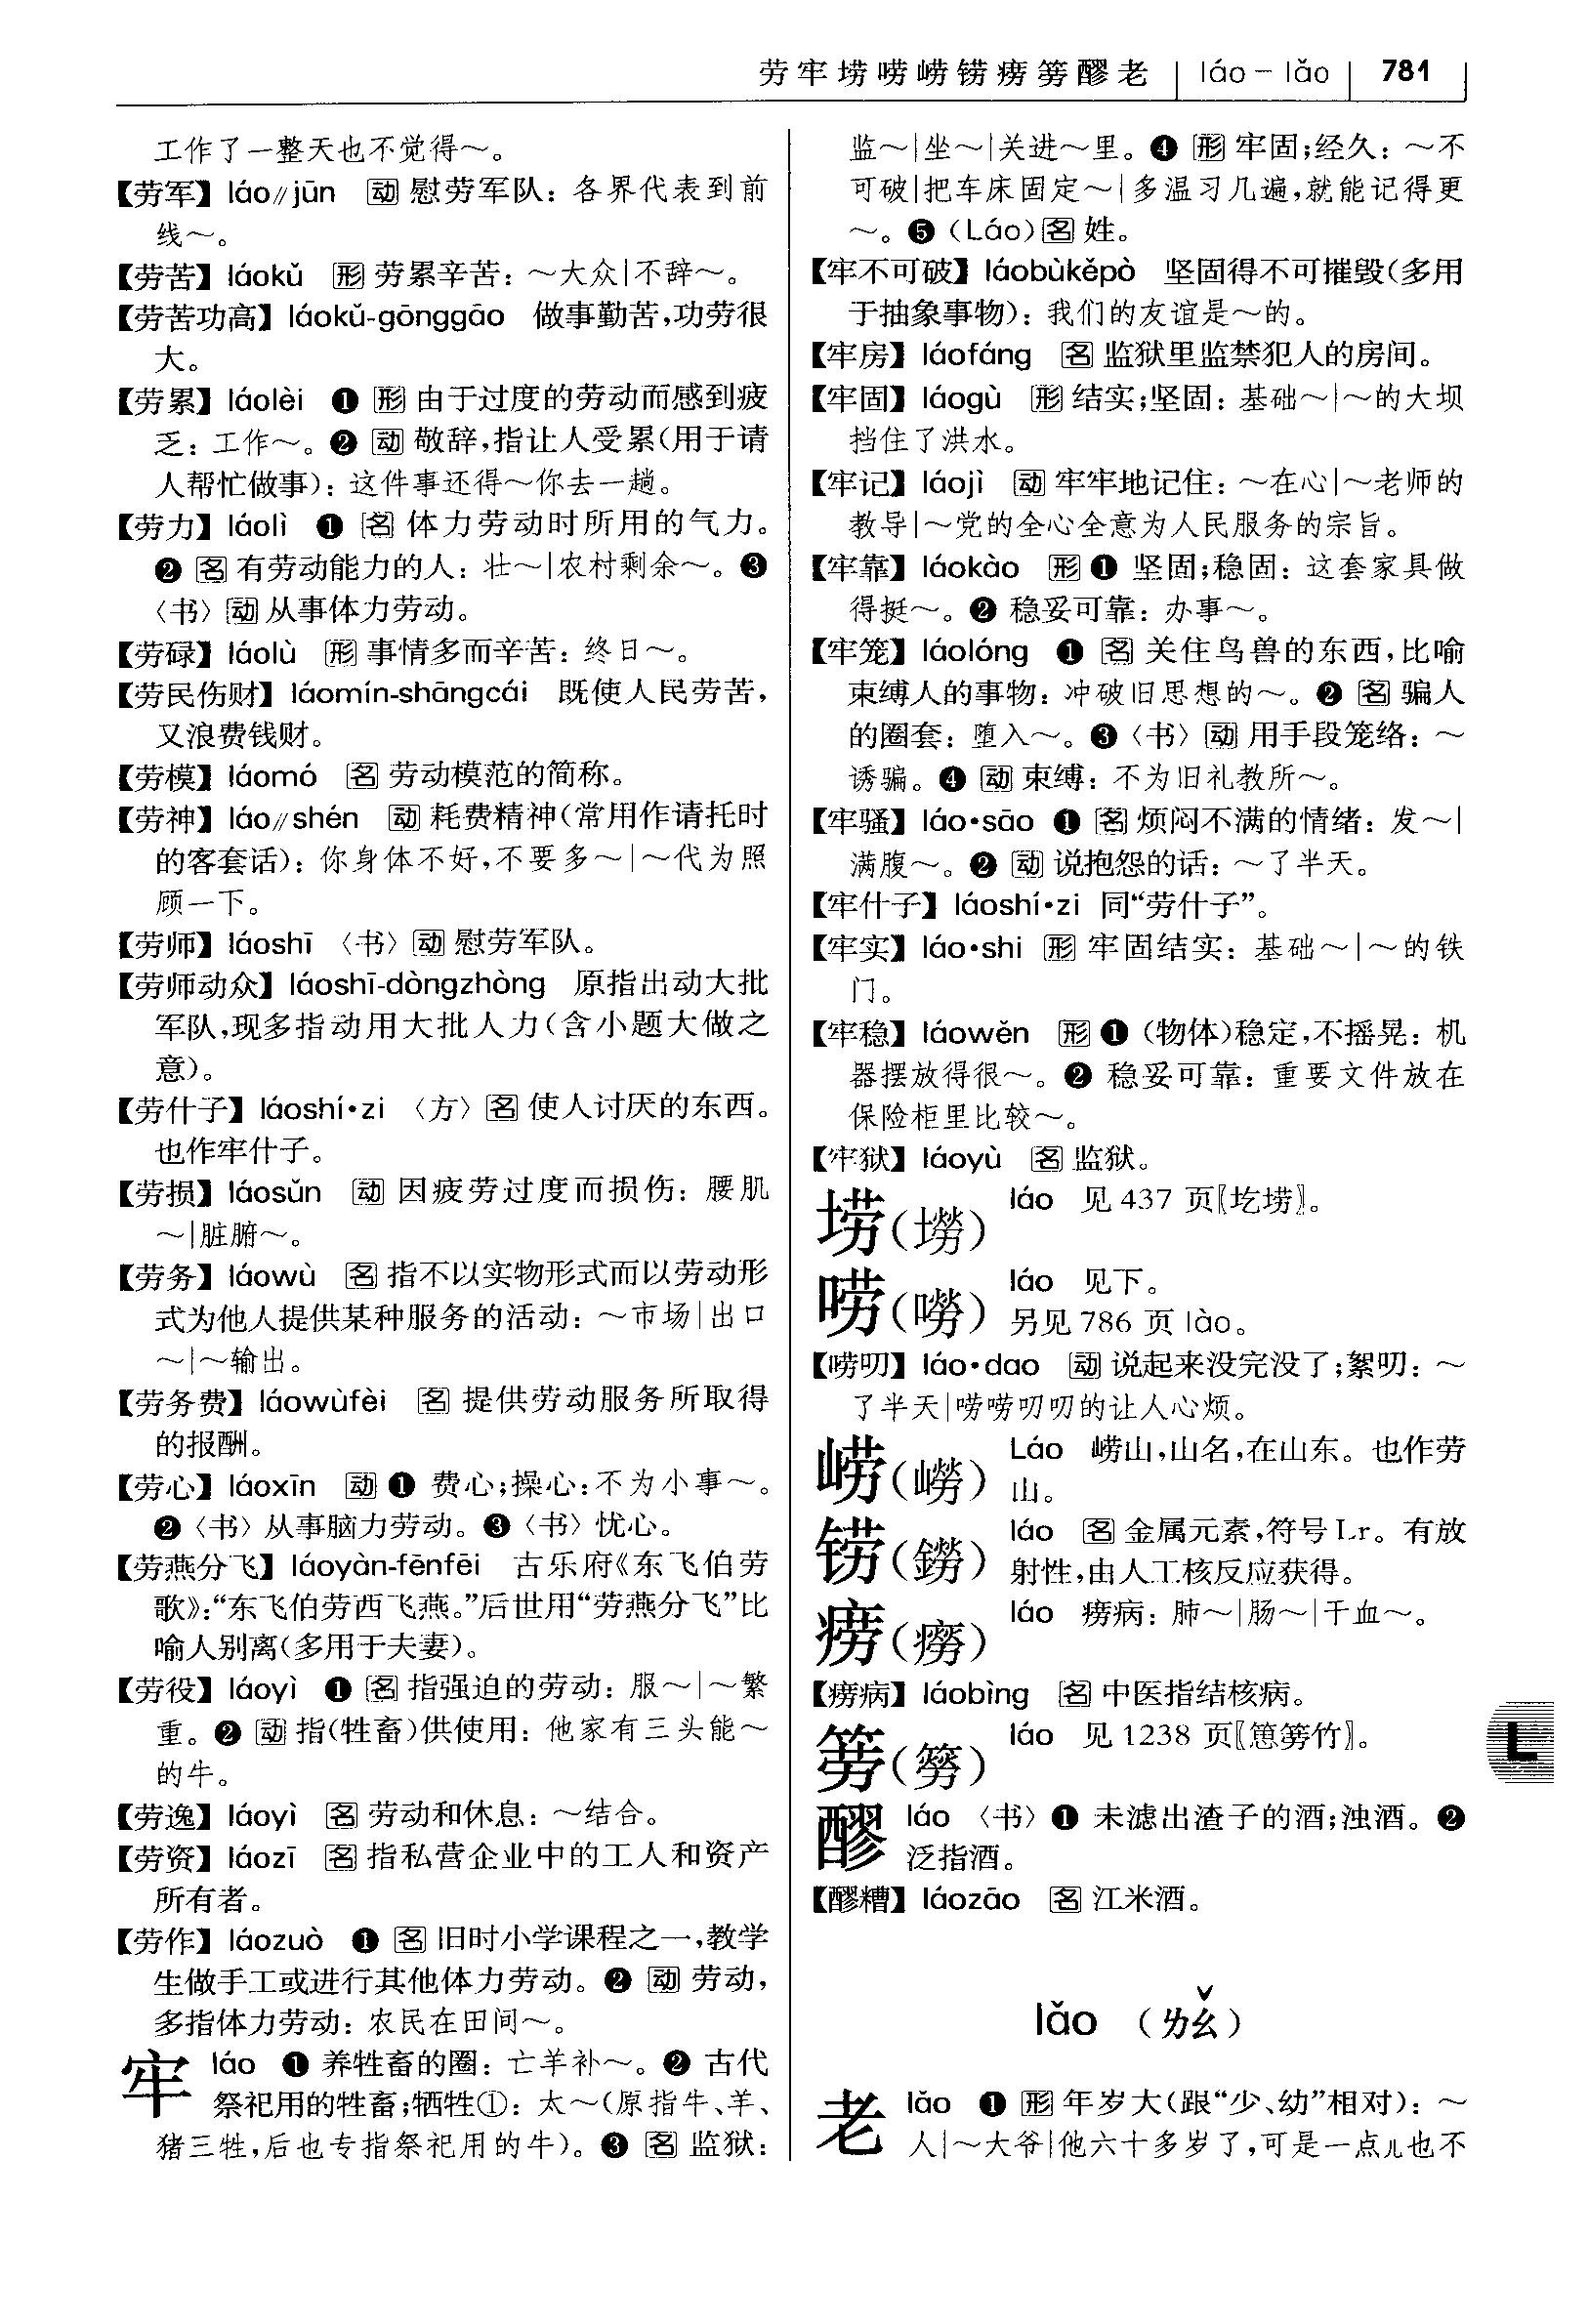 劳牢塄唠崂铹痨筹醪老 | láo－lǎo | 781
工作了一整天也不觉得～。
【劳军】láo∥jūn 动 慰劳军队：各界代表到前
线～。
【劳苦】láokǔ 形 劳累辛苦：～大众|不辞～。
【劳苦功高】láokǔ-gōnggāo 做事勤苦，功劳很
大。
【劳累】láolèi ❶ 形 由于过度的劳动而感到疲
乏：工作～。❷ 动 敬辞，指让人受累（用于请
人帮忙做事）：这件事还得～你去一趟。
【劳力】láolì ❶ 名 体力劳动时所用的气力。
❷ 名 有劳动能力的人：壮～|农村剩余～。❸
〈书〉动 从事体力劳动。
【劳碌】láolù 形 事情多而辛苦：终日～。
【劳民伤财】láomín-shāngcái 既使人民劳苦，
又浪费钱财。
【劳模】láomó 名 劳动模范的简称。
【劳神】láo∥shén 动 耗费精神（常用作请托时
的客套话）：你身体不好，不要多～|～代为照
顾一下。
【劳师】láoshī 〈书〉动 慰劳军队。
【劳师动众】láoshī-dòngzhòng 原指出动大批
军队，现多指动用大批人力（含小题大做之
意）。
【劳什子】láoshí•zi 〈方〉名 使人讨厌的东西。
也作牢什子。
【劳损】láosǔn 动 因疲劳过度而损伤：腰肌
～|脏腑～。
【劳务】láowù 名 指不以实物形式而以劳动形
式为他人提供某种服务的活动：～市场|出口
～|～输出。
【劳务费】láowùfèi 名 提供劳动服务所取得
的报酬。
【劳心】láoxīn 动 ❶ 费心；操心：不为小事～。
❷〈书〉从事脑力劳动。❸〈书〉忧心。
【劳燕分飞】láoyàn-fēnfēi 古乐府《东飞伯劳
歌》：“东飞伯劳西飞燕。”后世用“劳燕分飞”比
喻人别离（多用于夫妻）。
【劳役】láoyì ❶ 名 指强迫的劳动：服～|～繁
重。❷ 动 指（牲畜）供使用：他家有三头能～
的牛。
【劳逸】láoyì 名 劳动和休息：～结合。
【劳资】láozī 名 指私营企业中的工人和资产
所有者。
【劳作】láozuò ❶ 名 旧时小学课程之一，教学
生做手工或进行其他体力劳动。❷ 动 劳动，
多指体力劳动：农民在田间～。
牢 láo ❶ 养牲畜的圈：亡羊补～。❷ 古代
祭祀用的牲畜；牺牲①：太～（原指牛、羊、
猪三牲，后也专指祭祀用的牛）。❸ 名 监狱：
监～|坐～|关进～里。❹ 形 牢固；经久：～不
可破|把车床固定～|多温习几遍，就能记得更
～。❺（Láo）名 姓。
【牢不可破】láobùkěpò 坚固得不可摧毁（多用
于抽象事物）：我们的友谊是～的。
【牢房】láofáng 名 监狱里监禁犯人的房间。
【牢固】láogù 形 结实；坚固：基础～|～的大坝
挡住了洪水。
【牢记】láojì 动 牢牢地记住：～在心|～老师的
教导|～党的全心全意为人民服务的宗旨。
【牢靠】láokào 形 ❶ 坚固；稳固：这套家具做
得挺～。❷ 稳妥可靠：办事～。
【牢笼】láolóng ❶ 名 关住鸟兽的东西，比喻
束缚人的事物：冲破旧思想的～。❷ 名 骗人
的圈套：堕入～。❸〈书〉动 用手段笼络：～
诱骗。❹ 动 束缚：不为旧礼教所～。
【牢骚】láo•sāo ❶ 名 烦闷不满的情绪：发～|
满腹～。❷ 动 说抱怨的话：～了半天。
【牢什子】láoshí•zi 同“劳什子”。
【牢实】láo•shi 形 牢固结实：基础～|～的铁
门。
【牢稳】láowěn 形 ❶（物体）稳定，不摇晃：机
器摆放得很～。❷ 稳妥可靠：重要文件放在
保险柜里比较～。
【牢狱】láoyù 名 监狱。
塝（塝） láo 见 437 页〖圪塝〗。
唠（嘮） láo 见下。
另见 786 页 lào。
【唠叨】láo•dao 动 说起来没完没了；絮叨：～
了半天|唠唠叨叨的让人心烦。
崂（嶗） Láo 崂山，山名，在山东。也作劳
山。
铹（鐒） láo 名 金属元素，符号 Lr。有放
射性，由人工核反应获得。
痨（癆） láo 痨病：肺～|肠～|干血～。
【痨病】láobìng 名 中医指结核病。
䓖（簩） láo 见 1238 页〖䓗簩竹〗。
醪 láo 〈书〉❶ 未滤出渣子的酒；浊酒。❷
泛指酒。
【醪糟】láozāo 名 江米酒。
L
lǎo （ㄌㄠˇ）
老 lǎo ❶ 形 年岁大（跟“少、幼”相对）：～
人|～大爷|他六十多岁了，可是一点儿也不